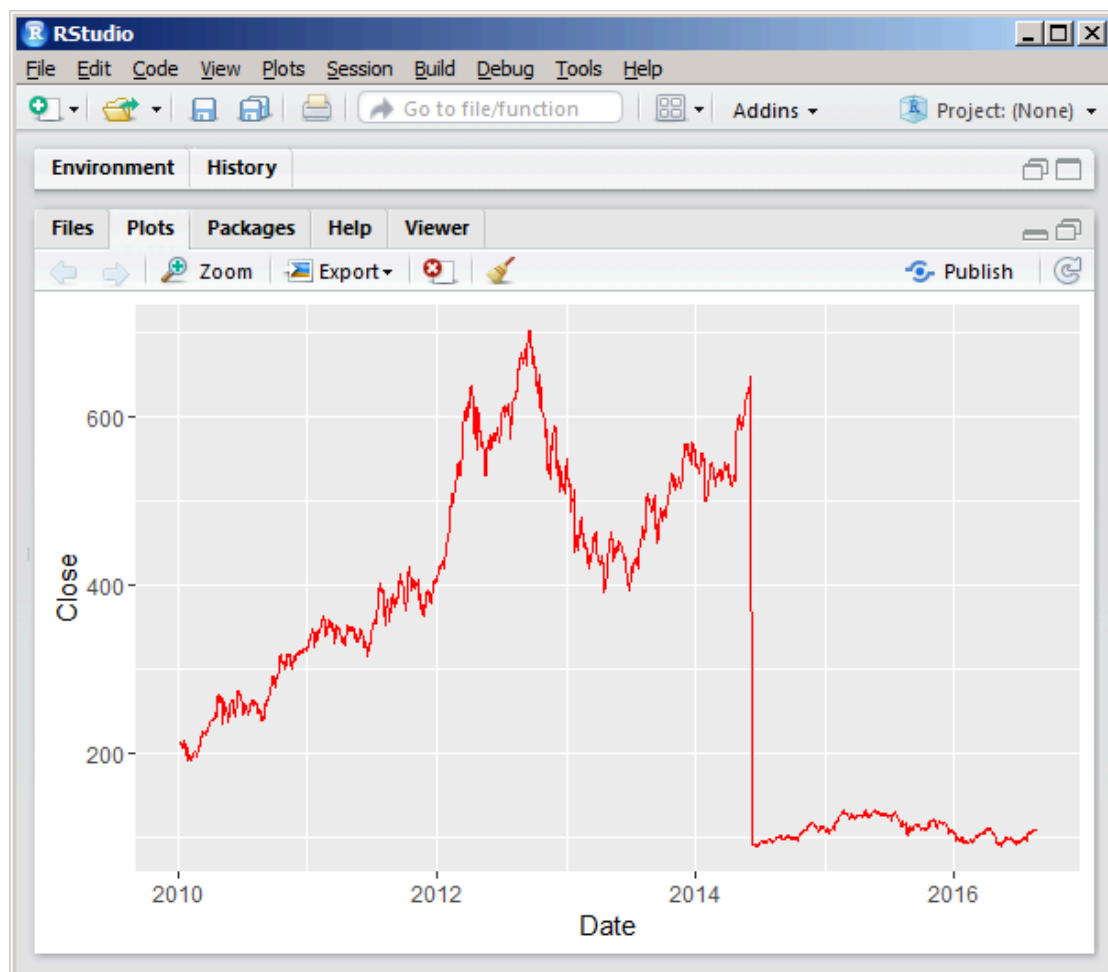 RStudio
File Edit Code View Plots Session Build Debug Tools Help
Go to file/function Addins Project: (None)
Environment History
Files Plots Packages Help Viewer
Zoom Export Publish
600
400
200
Close
2010 2012 2014 2016
Date